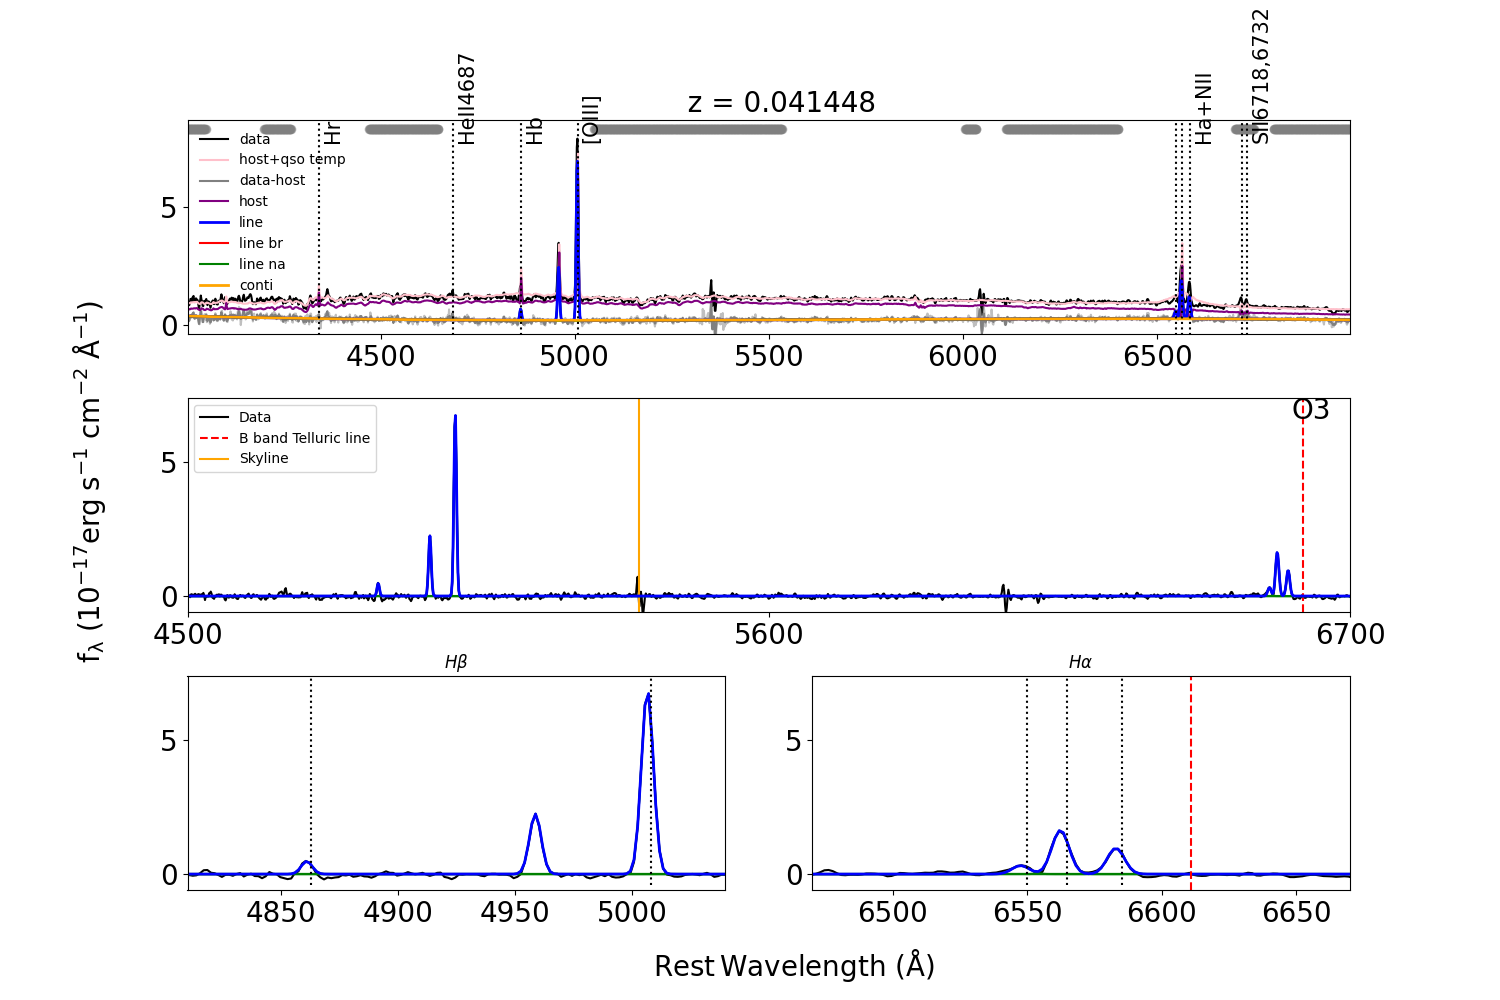 z = 0.041448
Hr
HeII4687
Hb
[OIII]
Ha+NII
SII6718,6732
data
host+qso temp
data-host
host
line
line br
line na
conti
5
0
4500
5000
5500
6000
6500
Data
B band Telluric line
Skyline
O3
5
0
4500
5600
6700
fλ (10−17erg s−1 cm−2 Å−1)
Hβ
5
0
4850
4900
4950
5000
Hα
5
0
6500
6550
6600
6650
Rest Wavelength (Å)